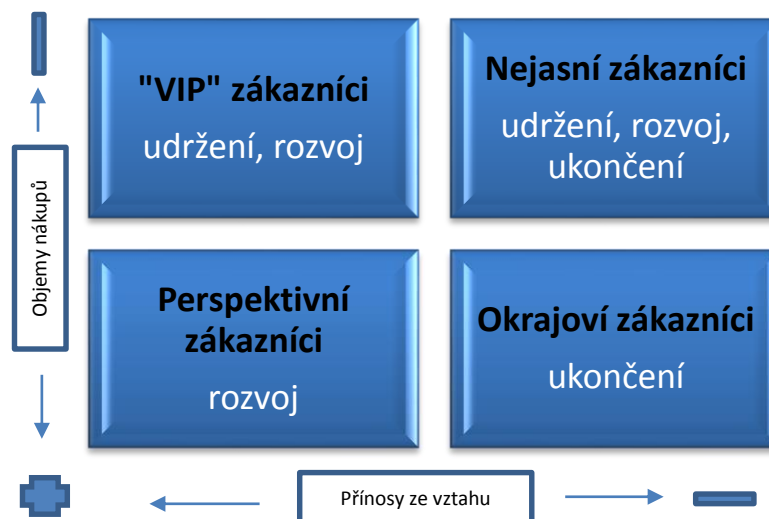 "VIP" zákazníci
udržení, rozvoj
Nejasní zákazníci
udržení, rozvoj,
ukončení
Objemy nákupů
Perspektivní
zákazníci
rozvoj
Okrajoví zákazníci
ukončení
Přínosy ze vztahu